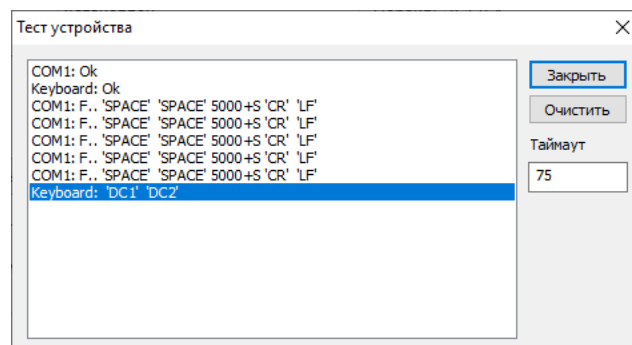 Тест устройства
COM1: Ok
Keyboard: Ok
COM1: F.. 'SPACE' 'SPACE' 5000+S 'CR' 'LF'
COM1: F.. 'SPACE' 'SPACE' 5000+S 'CR' 'LF'
COM1: F.. 'SPACE' 'SPACE' 5000+S 'CR' 'LF'
COM1: F.. 'SPACE' 'SPACE' 5000+S 'CR' 'LF'
COM1: F.. 'SPACE' 'SPACE' 5000+S 'CR' 'LF'
Keyboard: 'DC1' 'DC2'
Закрыть
Очистить
Таймаут
75